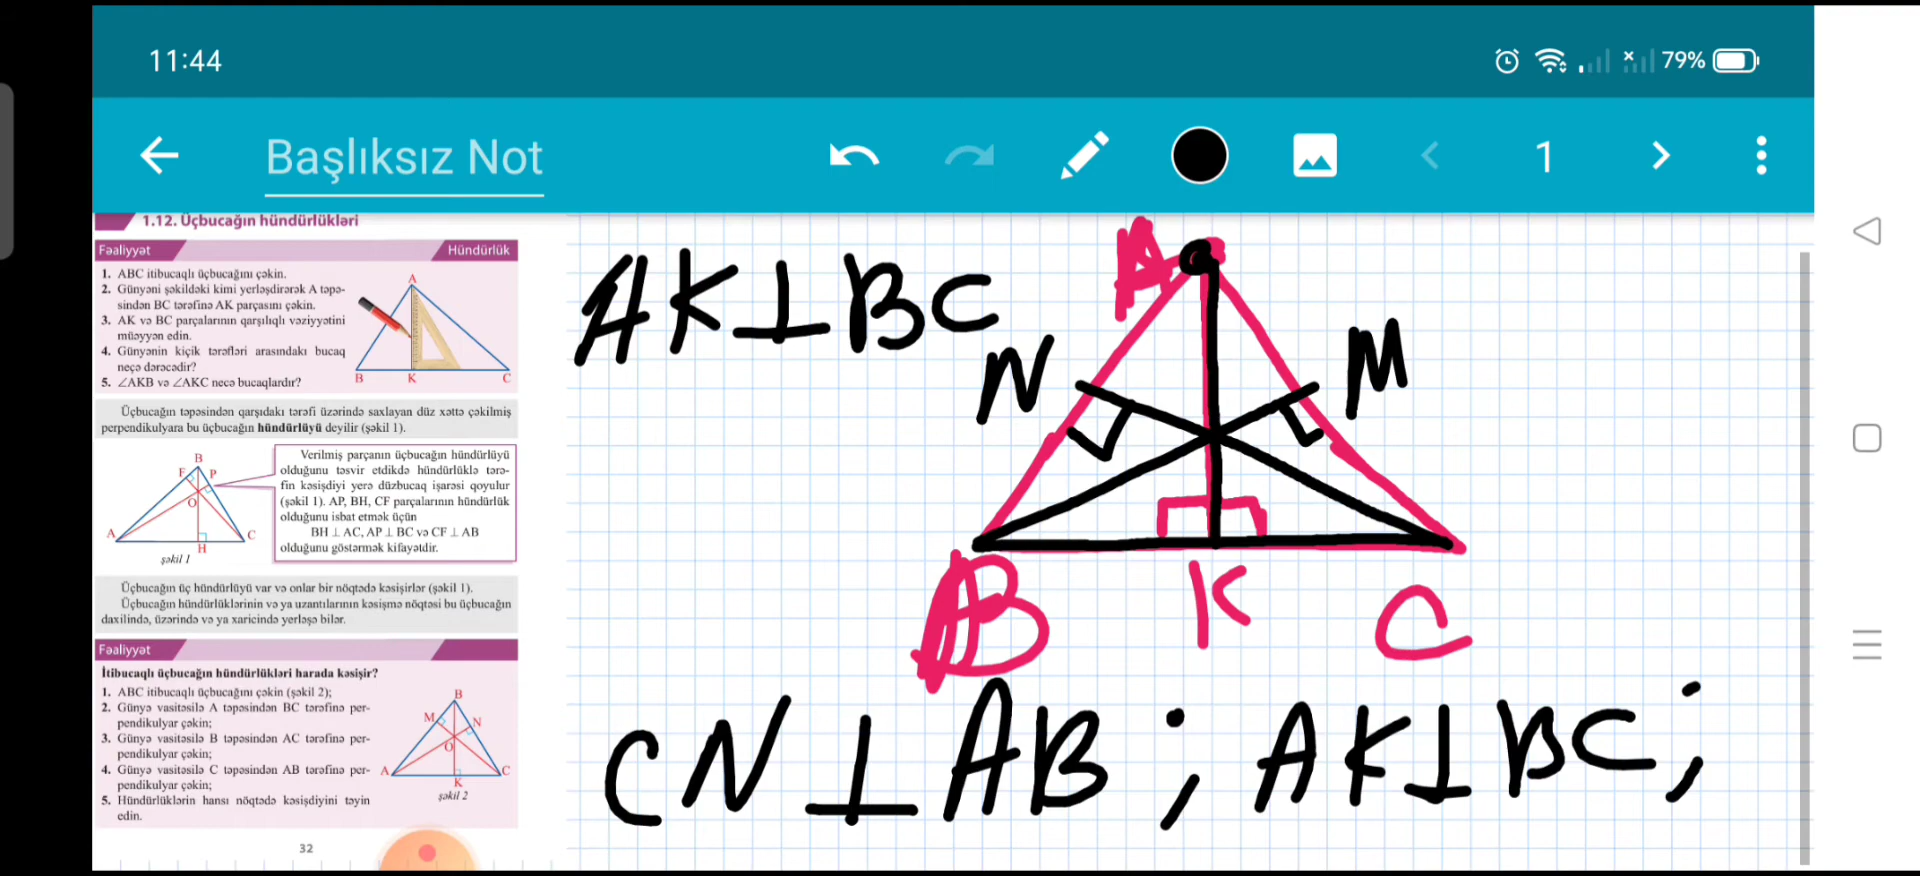 11:44
79%
Başlıksız Not
1
1.12. Üçbucağın hündürlükləri
Fəaliyyət
Hündürlük
1. ABC itibucaqlı üçbucağını çəkin.
2. Günyəni şəkildəki kimi yerləşdirərək A təpə-
sindən BC tərəfinə AK parçasını çəkin.
3. AK və BC parçalarının qarşılıqlı vəziyyətini
müəyyən edin.
4. Günyənin kiçik tərəfləri arasındakı bucaq
neçə dərəcədir?
5. ∠AKB və ∠AKC necə bucaqlardır?
A
B
K
C
Üçbucağın təpəsindən qarşıdakı tərəfi üzərində saxlayan düz xəttə çəkilmiş
perpendikulyara bu üçbucağın hündürlüyü deyilir (şəkil 1).
B
F
P
O
A
H
C
şəkil 1
Verilmiş parçanın üçbucağın hündürlüyü
olduğunu təsvir etdikdə hündürlüklə tərə-
fin kəsişdiyi yerə düzbucaq işarəsi qoyulur
(şəkil 1). AP, BH, CF parçalarının hündürlük
olduğunu isbat etmək üçün
BH ⊥ AC, AP ⊥ BC və CF ⊥ AB
olduğunu göstərmək kifayətdir.
Üçbucağın üç hündürlüyü var və onlar bir nöqtədə kəsişirlər (şəkil 1).
Üçbucağın hündürlüklərinin və ya uzantılarının kəsişmə nöqtəsi bu üçbucağın
daxilində, üzərində və ya xaricində yerləşə bilər.
Fəaliyyət
İtibucaqlı üçbucağın hündürlükləri harada kəsişir?
1. ABC itibucaqlı üçbucağını çəkin (şəkil 2);
2. Günyə vasitəsilə A təpəsindən BC tərəfinə per-
pendikulyar çəkin;
3. Günyə vasitəsilə B təpəsindən AC tərəfinə per-
pendikulyar çəkin;
4. Günyə vasitəsilə C təpəsindən AB tərəfinə per-
pendikulyar çəkin;
5. Hündürlüklərin hansı nöqtədə kəsişdiyini təyin
edin.
B
M
N
O
A
K
C
şəkil 2
32
AK⊥BC
A
N
M
B
K
C
CN⊥AB; AK⊥BC;